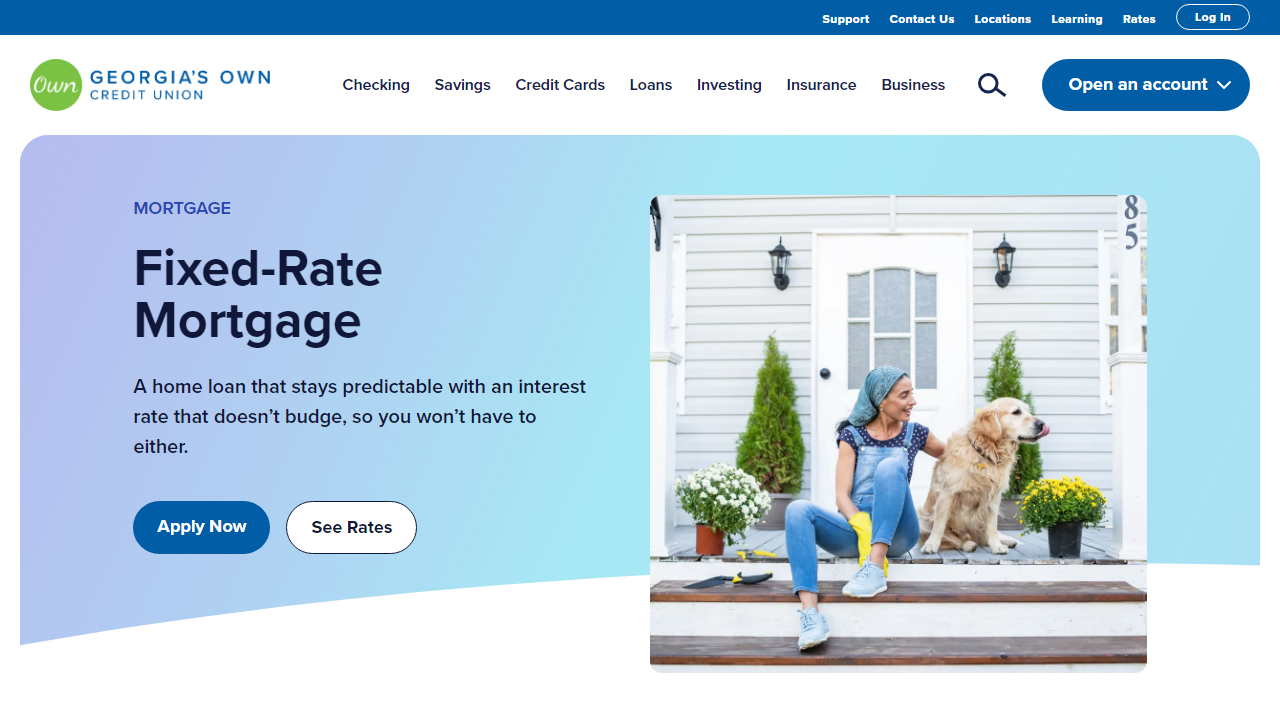 Support Contact Us Locations Learning Rates Log In
Own GEORGIA'S OWN
CREDIT UNION
Checking Savings Credit Cards Loans Investing Insurance Business Open an account
MORTGAGE
Fixed-Rate
Mortgage
A home loan that stays predictable with an interest
rate that doesn’t budge, so you won’t have to
either.
Apply Now See Rates
8
5